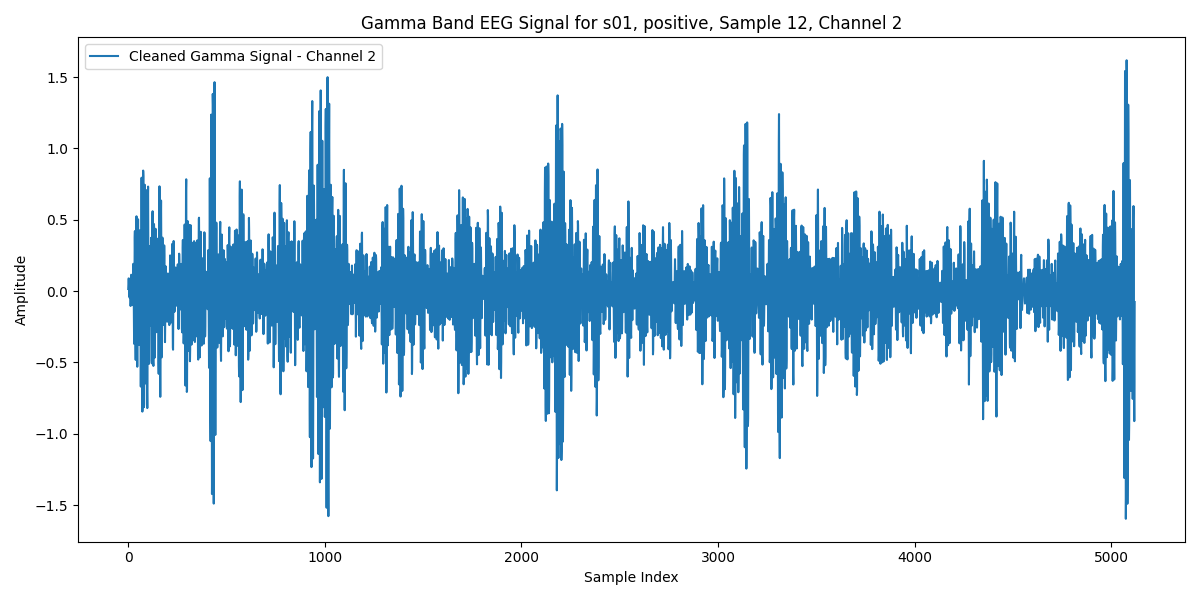 Gamma Band EEG Signal for s01, positive, Sample 12, Channel 2
Cleaned Gamma Signal - Channel 2
1.5
1.0
0.5
0.0
−0.5
−1.0
−1.5
Amplitude
0 1000 2000 3000 4000 5000
Sample Index